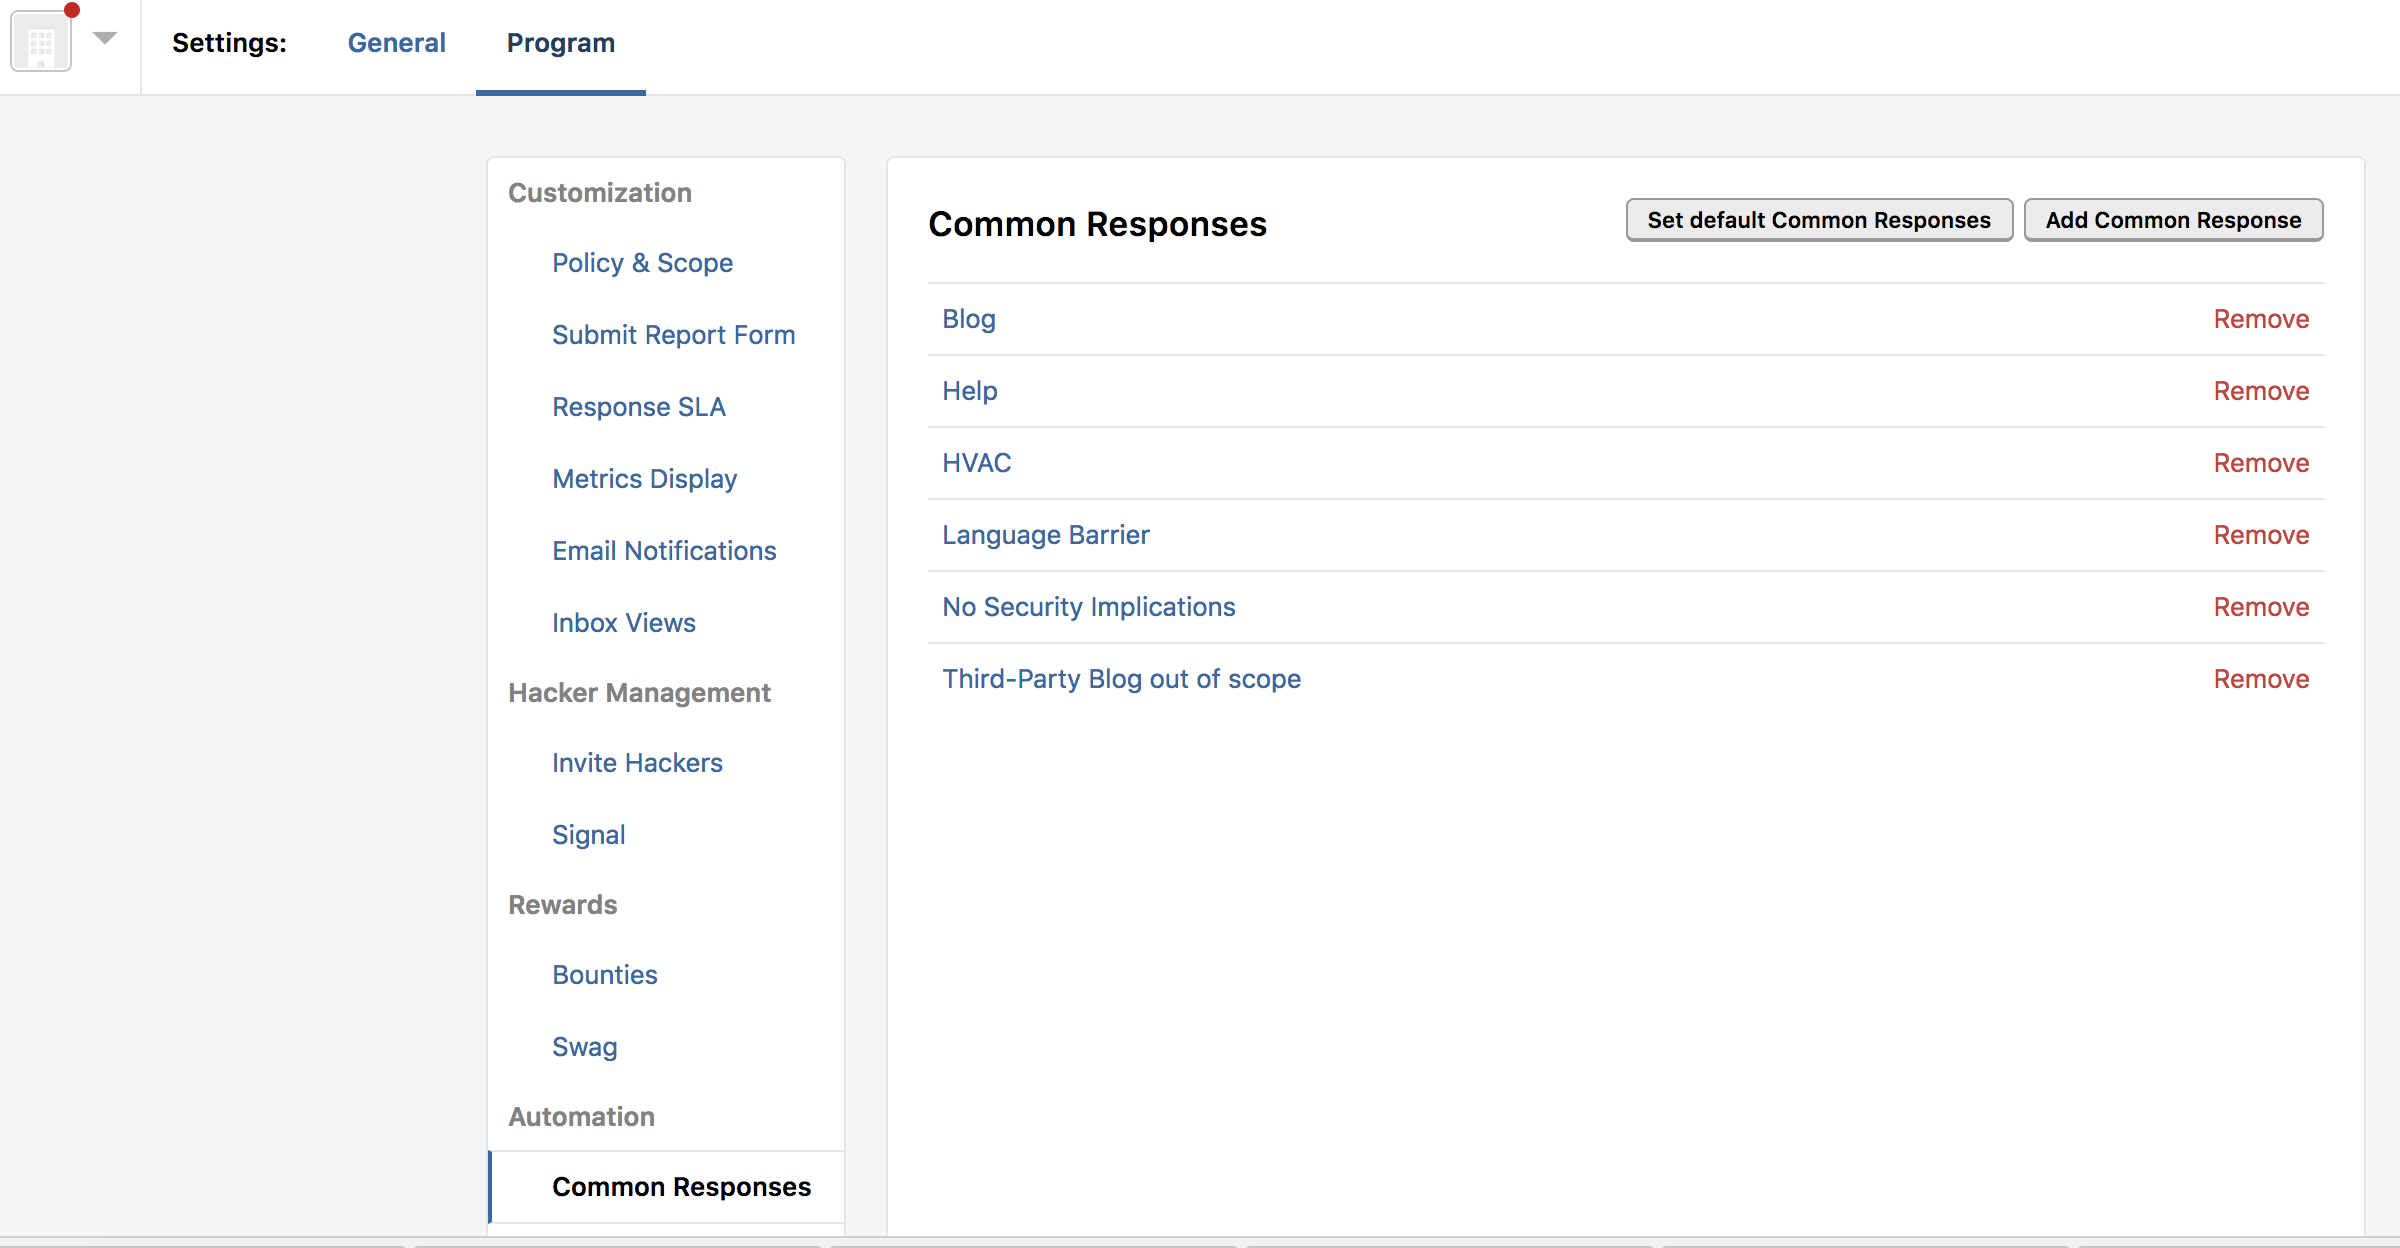 Settings: General Program
Customization
Policy & Scope
Submit Report Form
Response SLA
Metrics Display
Email Notifications
Inbox Views
Hacker Management
Invite Hackers
Signal
Rewards
Bounties
Swag
Automation
Common Responses
Common Responses
Set default Common Responses
Add Common Response
Blog Remove
Help Remove
HVAC Remove
Language Barrier Remove
No Security Implications Remove
Third-Party Blog out of scope Remove